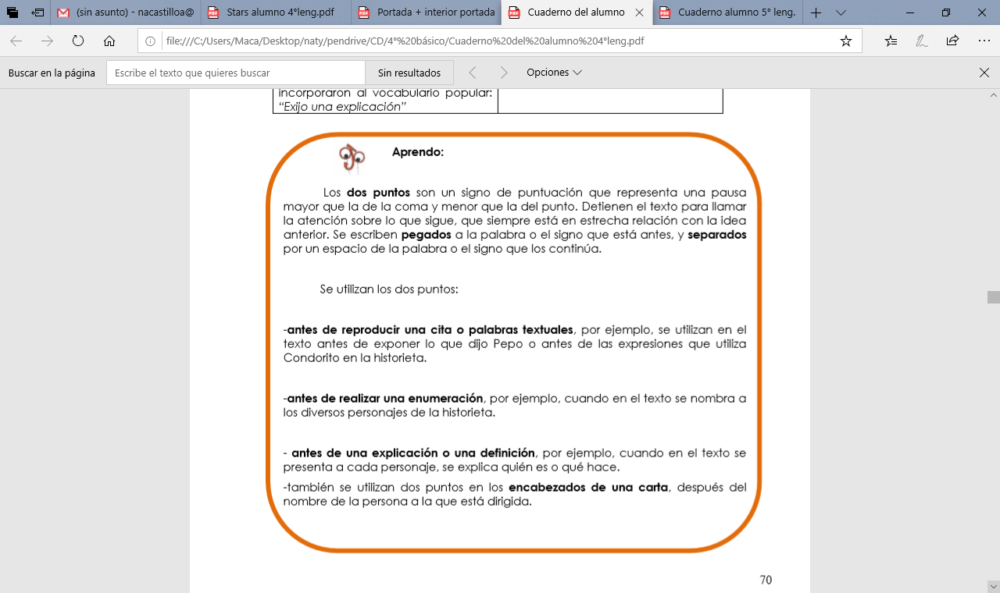 (sin asunto) - nacastilloa@
Stars alumno 4°leng.pdf
Portada + interior portada
Cuaderno del alumno
Cuaderno alumno 5° leng.
file:///C:/Users/Maca/Desktop/naty/pendrive/CD/4°%20básico/Cuaderno%20del%20alumno%204°leng.pdf
Buscar en la página
Escribe el texto que quieres buscar
Sin resultados
Opciones
incorporaron al vocabulario popular:
“Exijo una explicación”
Aprendo:
Los dos puntos son un signo de puntuación que representa una pausa
mayor que la de la coma y menor que la del punto. Detienen el texto para llamar
la atención sobre lo que sigue, que siempre está en estrecha relación con la idea
anterior. Se escriben pegados a la palabra o el signo que está antes, y separados
por un espacio de la palabra o el signo que los continúa.
Se utilizan los dos puntos:
-antes de reproducir una cita o palabras textuales, por ejemplo, se utilizan en el
texto antes de exponer lo que dijo Pepo o antes de las expresiones que utiliza
Condorito en la historieta.
-antes de realizar una enumeración, por ejemplo, cuando en el texto se nombra a
los diversos personajes de la historieta.
- antes de una explicación o una definición, por ejemplo, cuando en el texto se
presenta a cada personaje, se explica quién es o qué hace.
-también se utilizan dos puntos en los encabezados de una carta, después del
nombre de la persona a la que está dirigida.
70